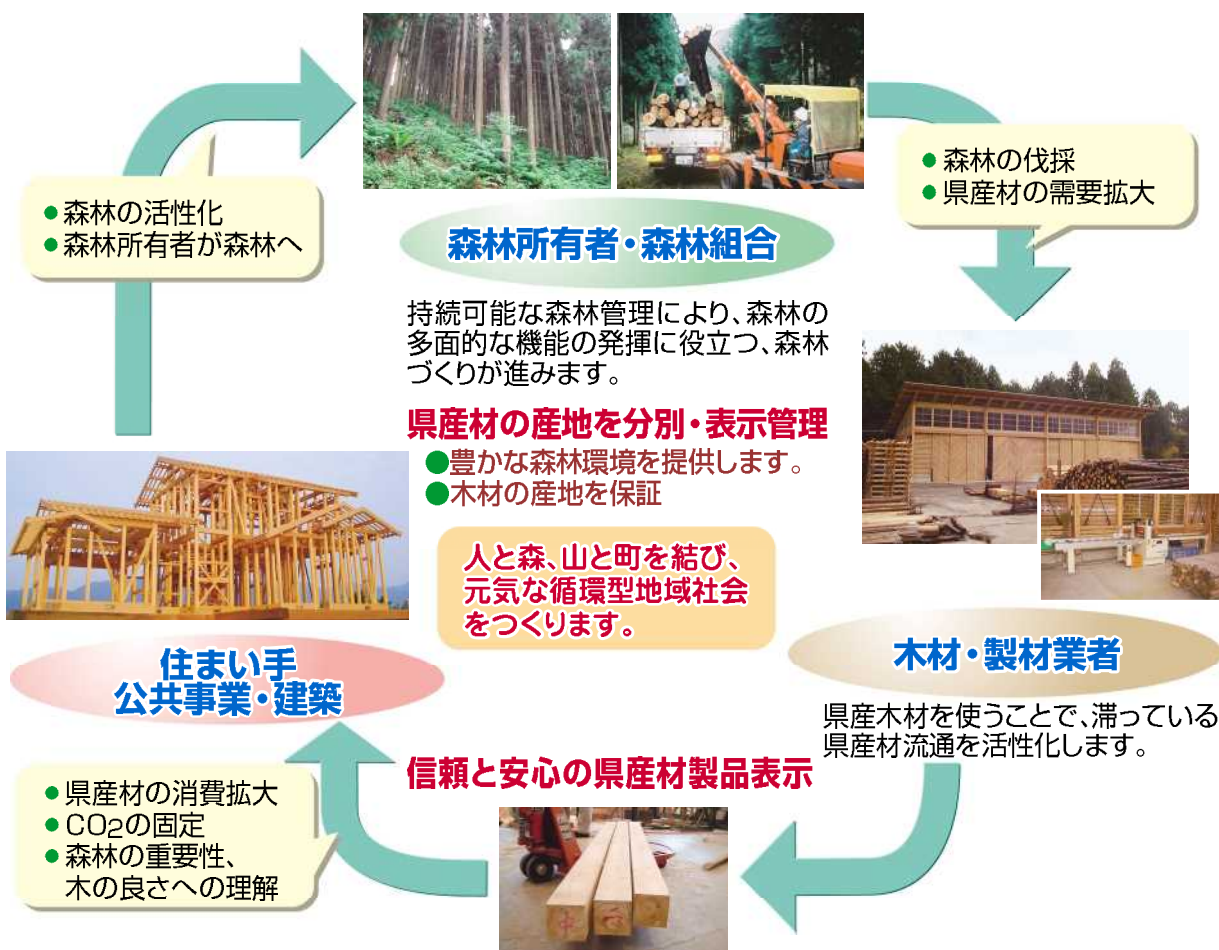 ● 森林の活性化
● 森林所有者が森林へ
● 森林の伐採
● 県産材の需要拡大
森林所有者・森林組合
持続可能な森林管理により、森林の
多面的な機能の発揮に役立つ、森林
づくりが進みます。
県産材の産地を分別・表示管理
●豊かな森林環境を提供します。
●木材の産地を保証
人と森、山と町を結び、
元気な循環型地域社会
をつくります。
木材・製材業者
県産木材を使うことで、滞っている
県産材流通を活性化します。
住まい手
公共事業・建築
信頼と安心の県産材製品表示
● 県産材の消費拡大
● CO2の固定
● 森林の重要性、
木の良さへの理解